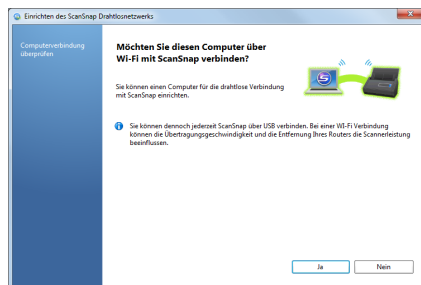 Einrichten des ScanSnap Drahtlosnetzwerks
Computerverbindung
überprüfen
Möchten Sie diesen Computer über
Wi-Fi mit ScanSnap verbinden?
Sie können einen Computer für die drahtlose Verbindung
mit ScanSnap einrichten.
Sie können dennoch jederzeit ScanSnap über USB verbinden. Bei einer WI-Fi Verbindung
können die Übertragungsgeschwindigkeit und die Entfernung Ihres Routers die Scannerleistung
beeinflussen.
Ja
Nein